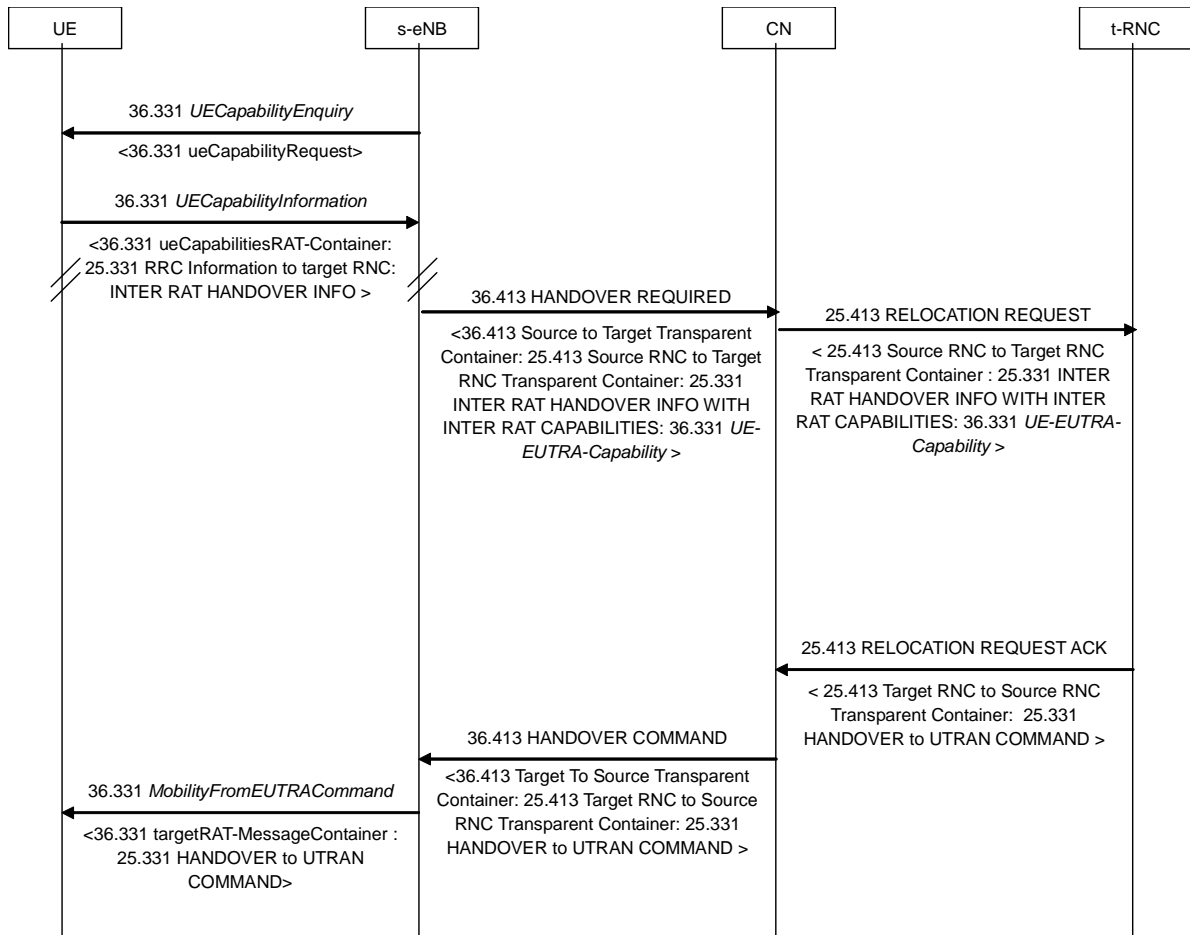 UE
s-eNB
CN
t-RNC
36.331 UECapabilityEnquiry
<36.331 ueCapabilityRequest>
36.331 UECapabilityInformation
<36.331 ueCapabilitiesRAT-Container:
25.331 RRC Information to target RNC:
INTER RAT HANDOVER INFO >
36.413 HANDOVER REQUIRED
<36.413 Source to Target Transparent
Container: 25.413 Source RNC to Target
RNC Transparent Container: 25.331
INTER RAT HANDOVER INFO WITH
INTER RAT CAPABILITIES: 36.331 UE-
EUTRA-Capability >
25.413 RELOCATION REQUEST
< 25.413 Source RNC to Target RNC
Transparent Container : 25.331 INTER
RAT HANDOVER INFO WITH INTER
RAT CAPABILITIES: 36.331 UE-EUTRA-
Capability >
25.413 RELOCATION REQUEST ACK
< 25.413 Target RNC to Source RNC
Transparent Container:  25.331
HANDOVER to UTRAN COMMAND >
36.413 HANDOVER COMMAND
<36.413 Target To Source Transparent
Container: 25.413 Target RNC to Source
RNC Transparent Container: 25.331
HANDOVER to UTRAN COMMAND >
36.331 MobilityFromEUTRACommand
<36.331 targetRAT-MessageContainer :
25.331 HANDOVER to UTRAN
COMMAND>